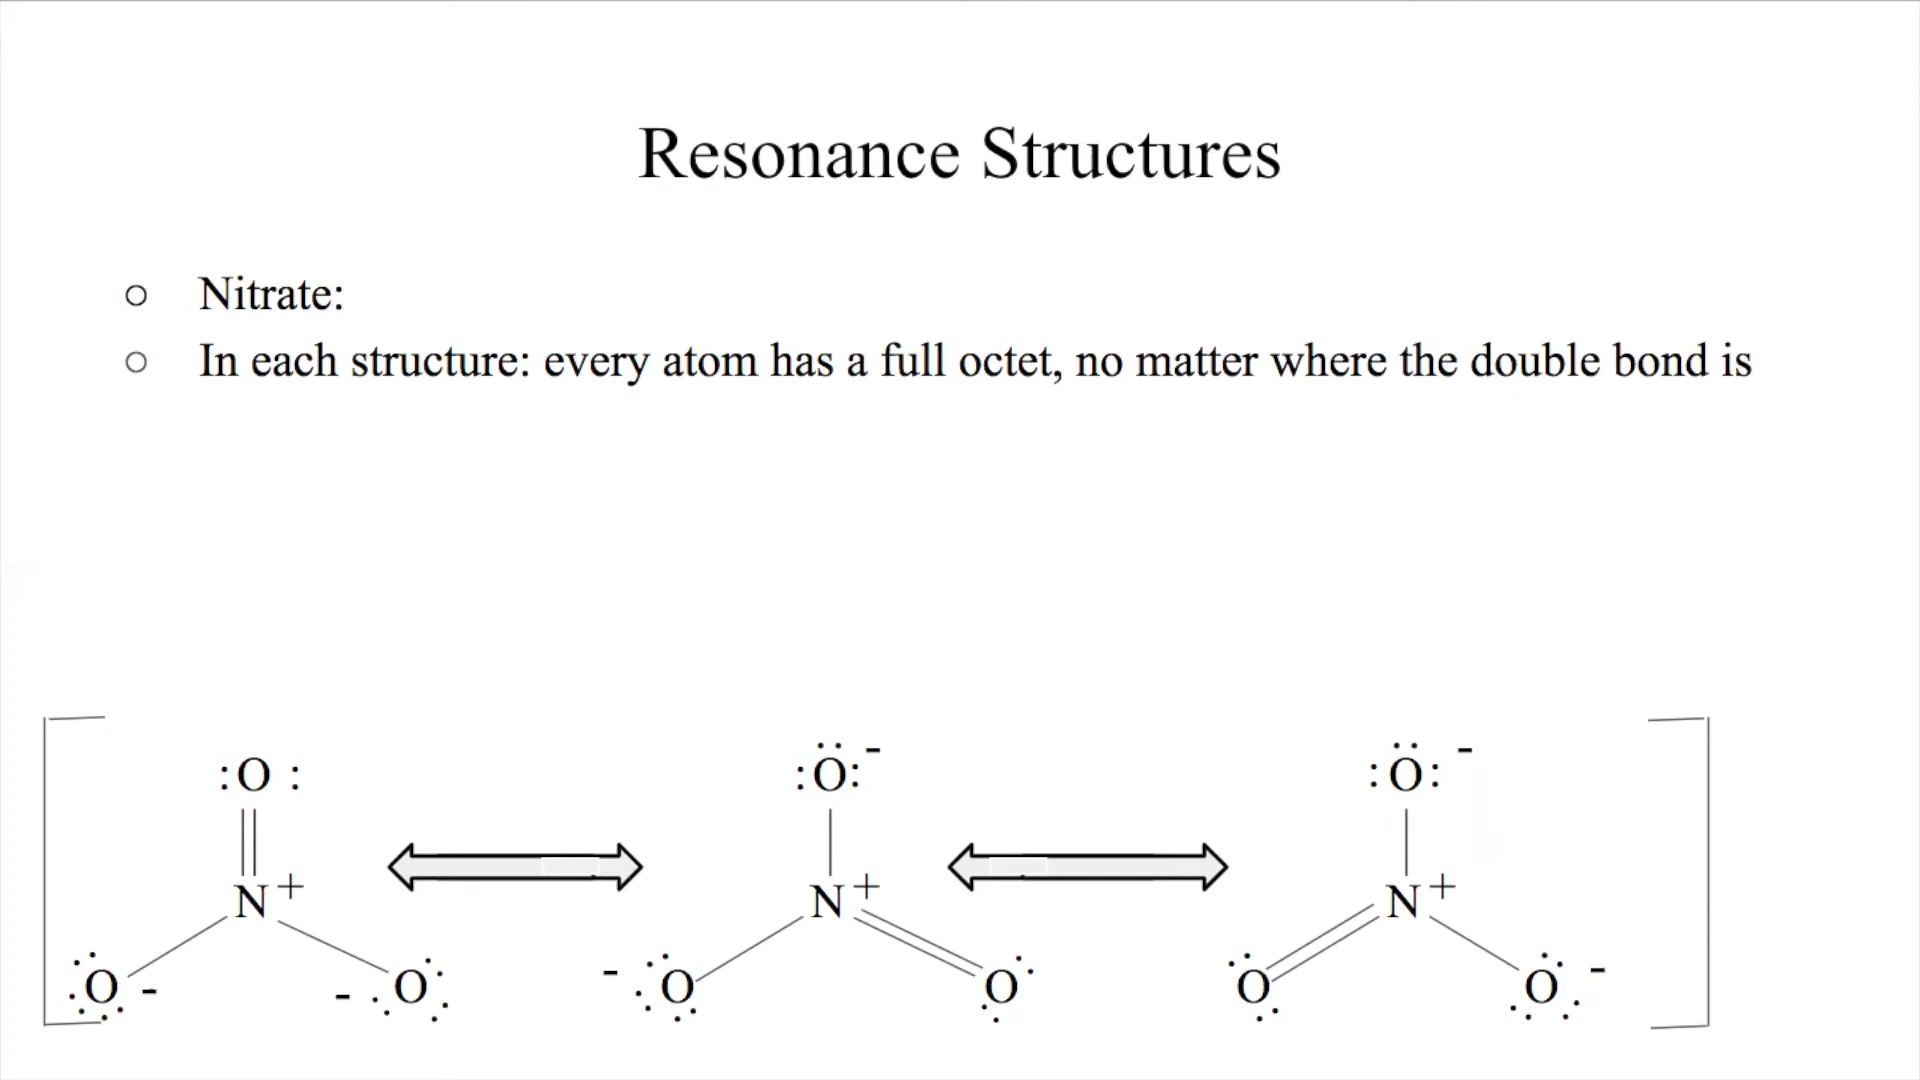 Resonance Structures
○ Nitrate:
○ In each structure: every atom has a full octet, no matter where the double bond is
:O : :Ö:- :Ö: -
N+ N+ N+
O - - O - O O O O -